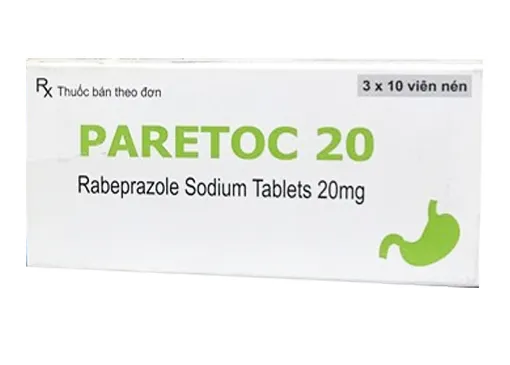 Rx Thuốc bán theo đơn
3 x 10 viên nén
PARETOC 20
Rabeprazole Sodium Tablets 20mg